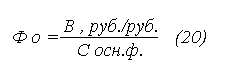 Ф о = В , руб./руб. (20)
С осн.ф.